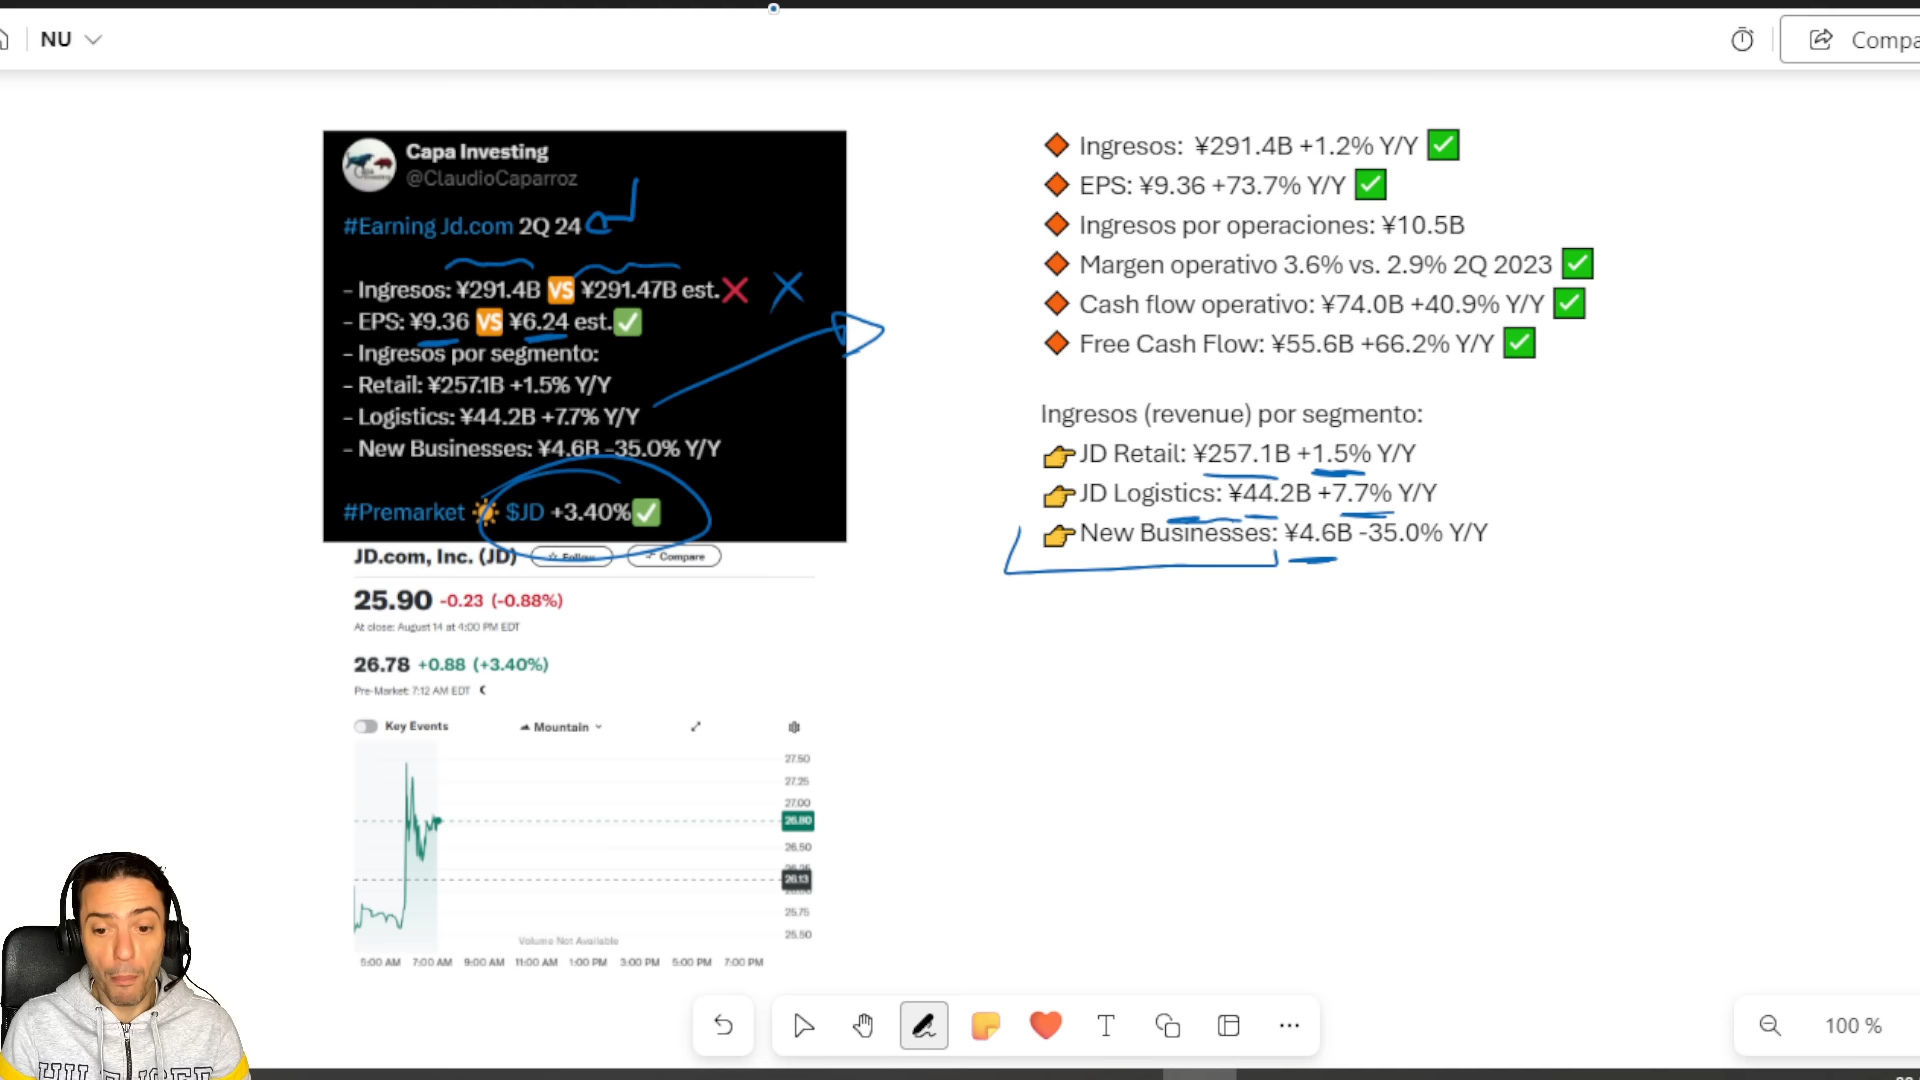 NU
Compa
Capa Investing
@ClaudioCaparroz
#Earning Jd.com 2Q 24
- Ingresos: ¥291.4B VS ¥291.47B est.❌
- EPS: ¥9.36 VS ¥6.24 est.✅
- Ingresos por segmento:
- Retail: ¥257.1B +1.5% Y/Y
- Logistics: ¥44.2B +7.7% Y/Y
- New Businesses: ¥4.6B -35.0% Y/Y
#Premarket ☀️ $JD +3.40%✅
JD.com, Inc. (JD) ☆ Follow Compare
25.90 -0.23 (-0.88%)
At close: August 14 at 4:00 PM EDT
26.78 +0.88 (+3.40%)
Pre-Market: 7:12 AM EDT
Key Events Mountain
27.50
27.25
27.00
26.80
26.50
26.13
25.75
25.50
Volume Not Available
5:00 AM 7:00 AM 9:00 AM 11:00 AM 1:00 PM 3:00 PM 5:00 PM 7:00 PM
🔶 Ingresos: ¥291.4B +1.2% Y/Y ✅
🔶 EPS: ¥9.36 +73.7% Y/Y ✅
🔶 Ingresos por operaciones: ¥10.5B
🔶 Margen operativo 3.6% vs. 2.9% 2Q 2023 ✅
🔶 Cash flow operativo: ¥74.0B +40.9% Y/Y ✅
🔶 Free Cash Flow: ¥55.6B +66.2% Y/Y ✅
Ingresos (revenue) por segmento:
👉 JD Retail: ¥257.1B +1.5% Y/Y
👉 JD Logistics: ¥44.2B +7.7% Y/Y
👉 New Businesses: ¥4.6B -35.0% Y/Y
T
100 %